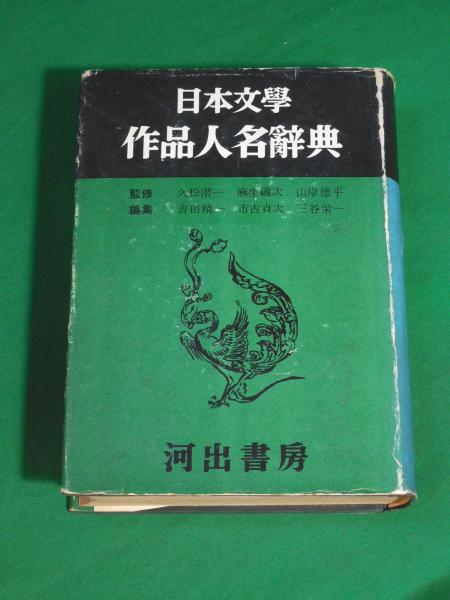 日本文學
作品人名辭典
監修 久松潜一 麻生磯次 山岸德平
編集 吉田精一 市古貞次 三谷栄一
河出書房